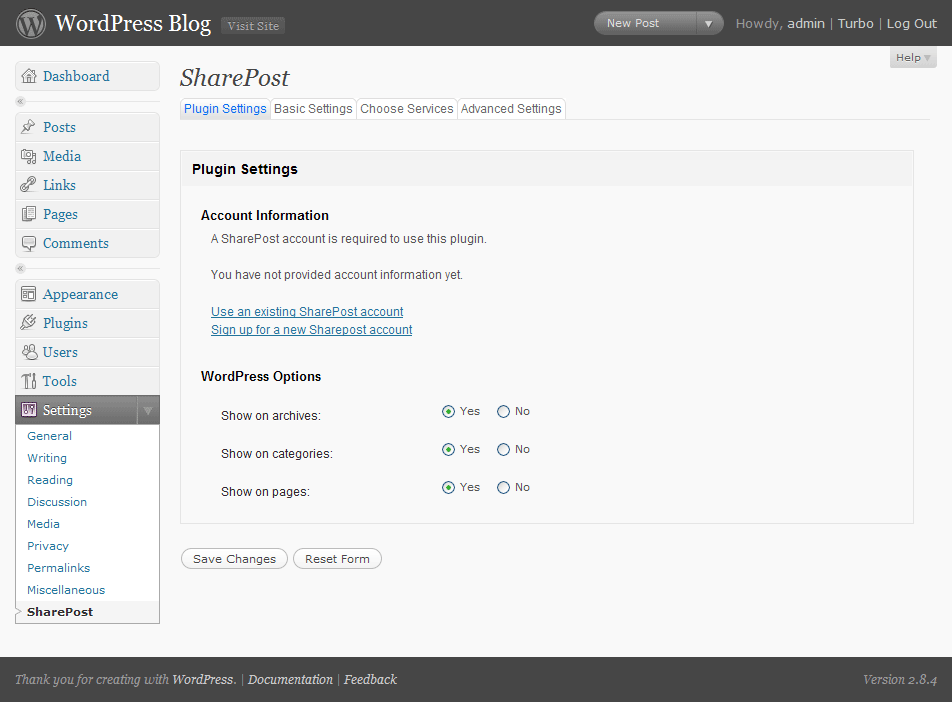 WordPress Blog Visit Site New Post Howdy, admin | Turbo | Log Out
Help
Dashboard
Posts
Media
Links
Pages
Comments
Appearance
Plugins
Users
Tools
Settings
General
Writing
Reading
Discussion
Media
Privacy
Permalinks
Miscellaneous
SharePost
SharePost
Plugin Settings Basic Settings Choose Services Advanced Settings
Plugin Settings
Account Information
A SharePost account is required to use this plugin.
You have not provided account information yet.
Use an existing SharePost account
Sign up for a new Sharepost account
WordPress Options
Show on archives: Yes No
Show on categories: Yes No
Show on pages: Yes No
Save Changes Reset Form
Thank you for creating with WordPress. | Documentation | Feedback Version 2.8.4